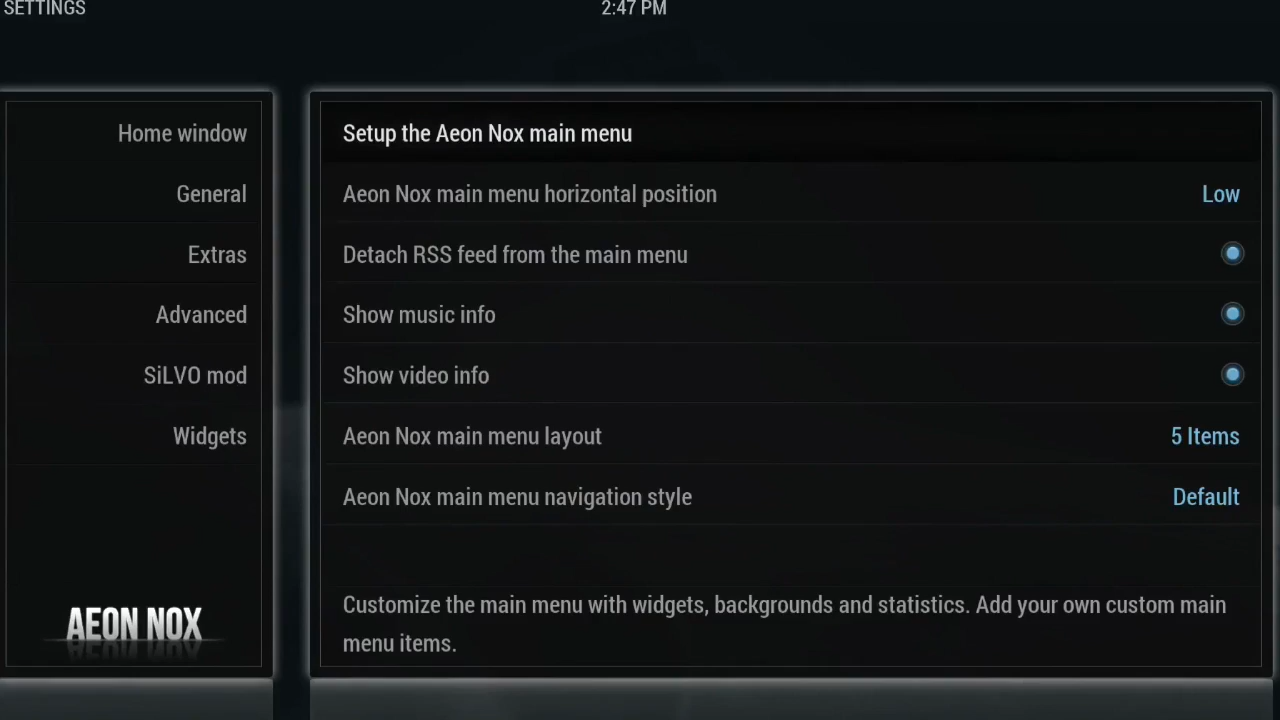 SETTINGS
2:47 PM
Home window
General
Extras
Advanced
SiLVO mod
Widgets
AEON NOX
Setup the Aeon Nox main menu
Aeon Nox main menu horizontal position Low
Detach RSS feed from the main menu
Show music info
Show video info
Aeon Nox main menu layout 5 Items
Aeon Nox main menu navigation style Default
Customize the main menu with widgets, backgrounds and statistics. Add your own custom main
menu items.